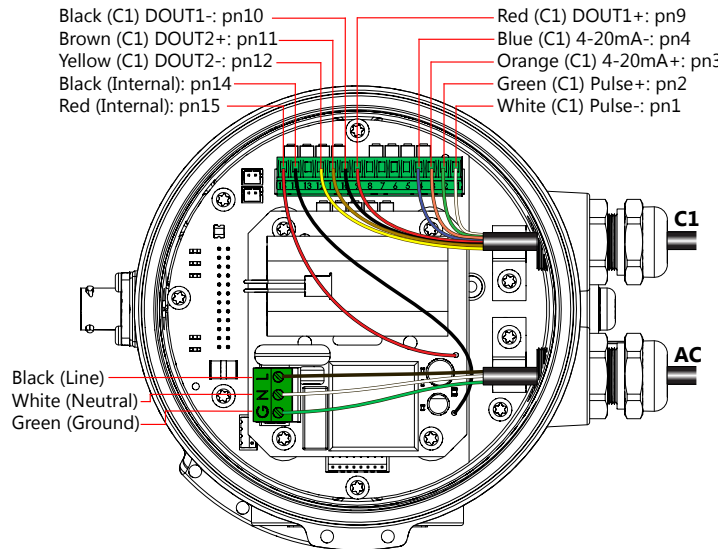 Black (C1) DOUT1-: pn10
Brown (C1) DOUT2+: pn11
Yellow (C1) DOUT2-: pn12
Black (Internal): pn14
Red (Internal): pn15
Red (C1) DOUT1+: pn9
Blue (C1) 4-20mA-: pn4
Orange (C1) 4-20mA+: pn3
Green (C1) Pulse+: pn2
White (C1) Pulse-: pn1
C1
AC
Black (Line)
White (Neutral)
Green (Ground)
L
N
G